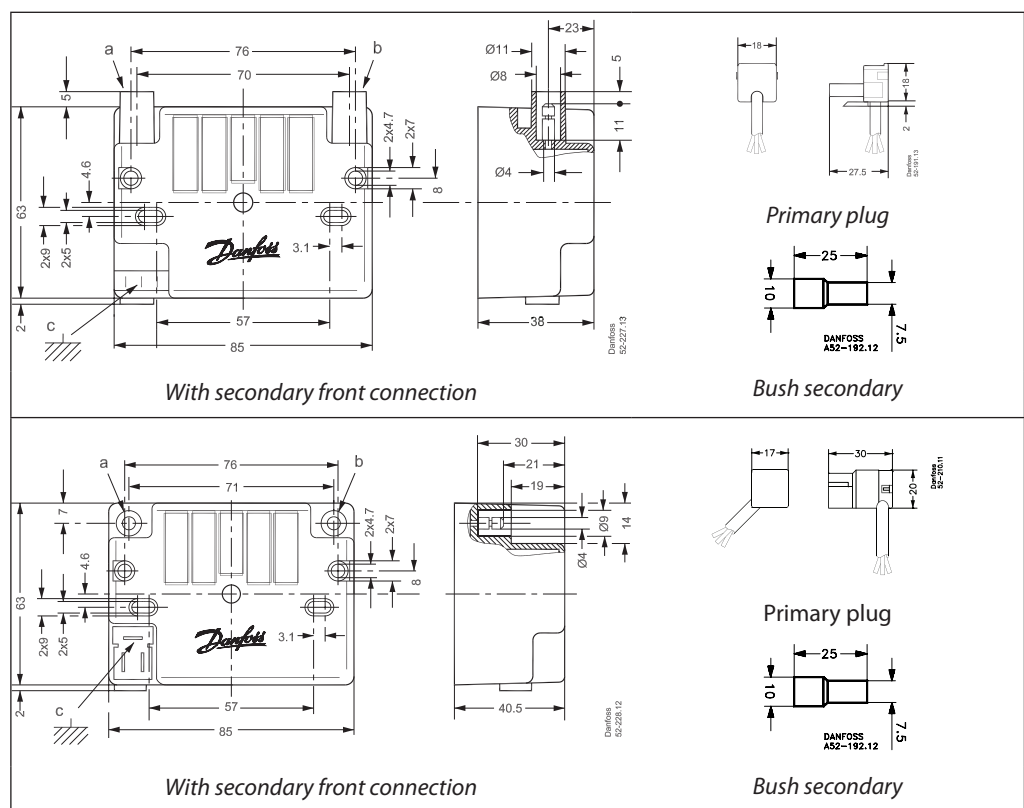 a
76
b
70
5
63
4.6
2x9
2x5
2x4.7
2x7
8
Danfoss
3.1
2
c
57
85
23
Ø11
Ø8
5
11
Ø4
38
Danfoss
52-227.13
18
18
2
27.5
Danfoss
52-191.13
Primary plug
25
10
7.5
DANFOSS
A52-192.12
With secondary front connection
Bush secondary
a
76
b
71
7
63
4.6
2x9
2x5
2x4.7
2x7
8
Danfoss
3.1
2
c
57
85
30
21
19
Ø4
Ø9
14
40.5
Danfoss
52-228.12
17
30
20
Danfoss
52-210.11
Primary plug
25
10
7.5
DANFOSS
A52-192.12
With secondary front connection
Bush secondary